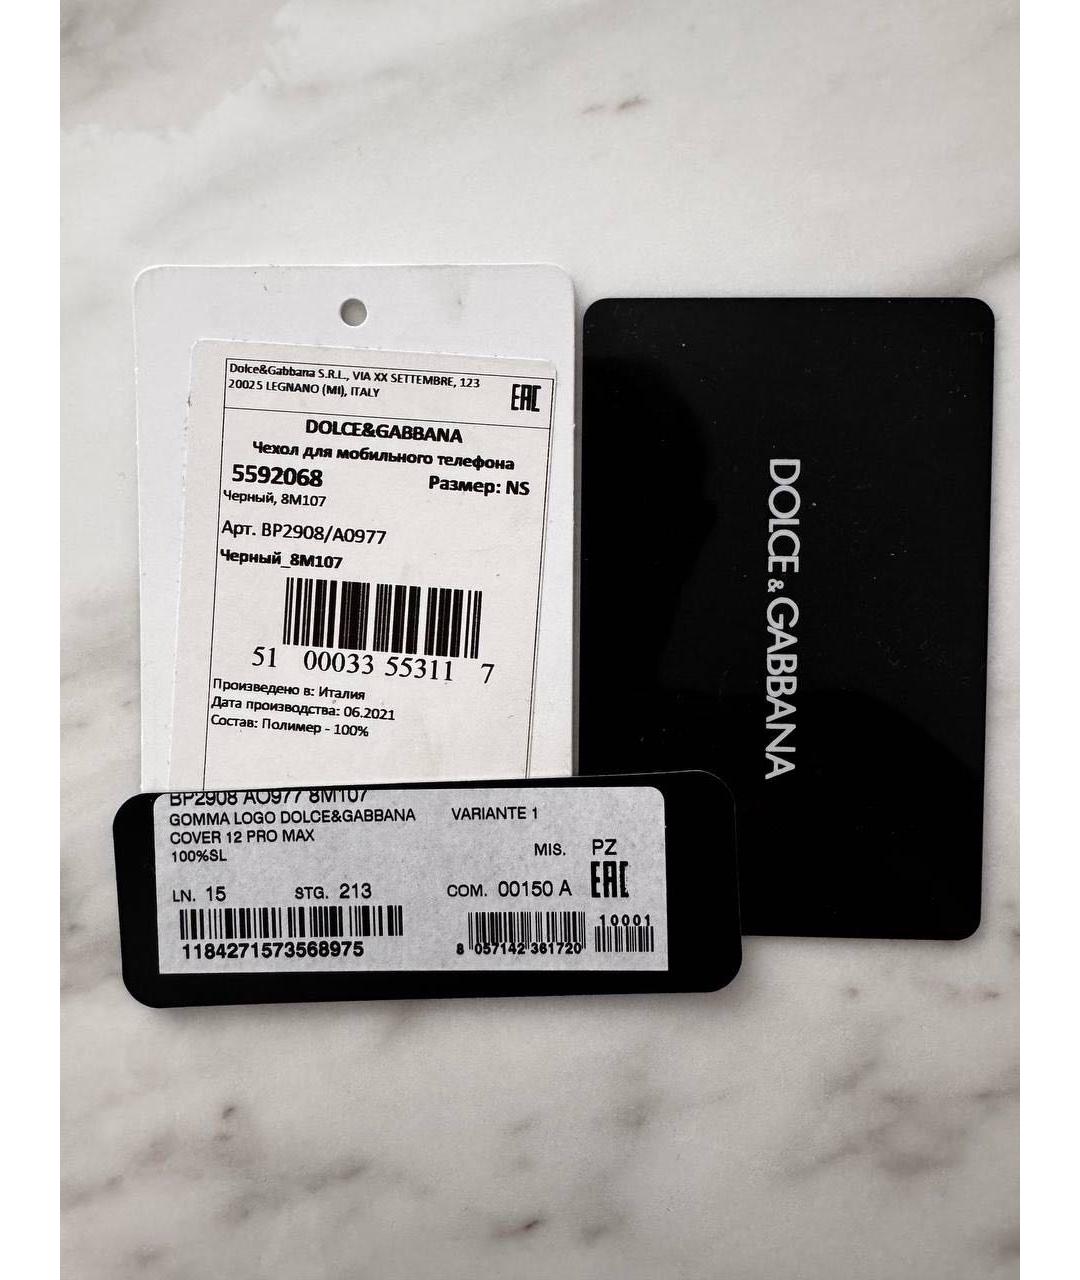 Dolce&Gabbana S.R.L., VIA XX SETTEMBRE, 123
20025 LEGNANO (MI), ITALY
EAC
DOLCE&GABBANA
Чехол для мобильного телефона
5592068 Размер: NS
Черный, 8M107
Арт. BP2908/A0977
Черный_8M107
51 00033 55311 7
Произведено в: Италия
Дата производства: 06.2021
Состав: Полимер - 100%
DOLCE&GABBANA
BP2908 AO977 8M107
GOMMA LOGO DOLCE&GABBANA VARIANTE 1
COVER 12 PRO MAX
100%SL MIS. PZ
EAC
LN. 15 STG. 213 COM. 00150 A
10001
1184271573568975 8 057142 361720